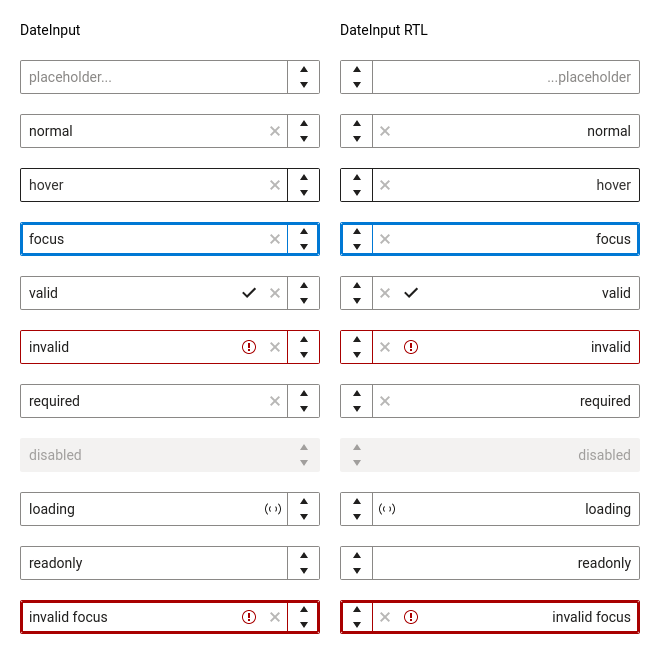 DateInput
DateInput RTL
placeholder...
...placeholder
normal
normal
hover
hover
focus
focus
valid
valid
invalid
invalid
required
required
disabled
disabled
loading
loading
readonly
readonly
invalid focus
invalid focus